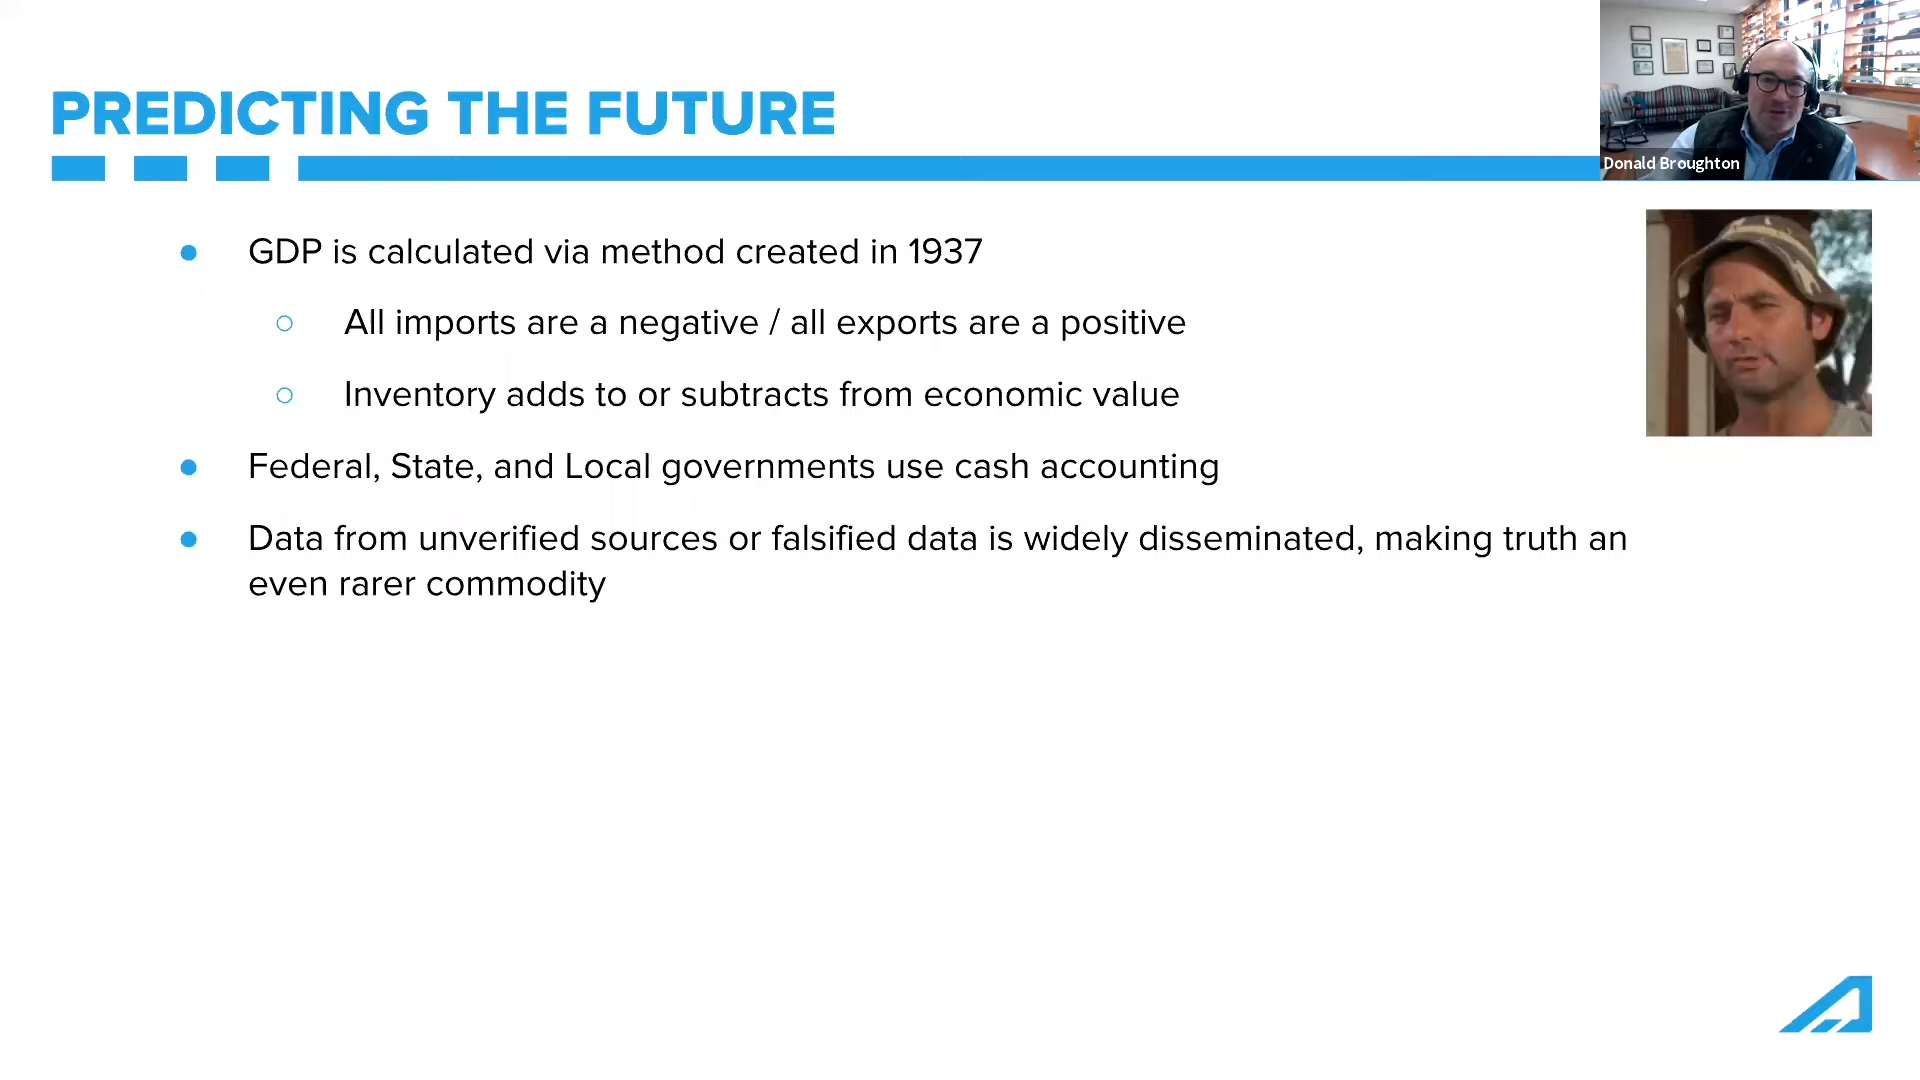 PREDICTING THE FUTURE
Donald Broughton
GDP is calculated via method created in 1937
All imports are a negative / all exports are a positive
Inventory adds to or subtracts from economic value
Federal, State, and Local governments use cash accounting
Data from unverified sources or falsified data is widely disseminated, making truth an
even rarer commodity